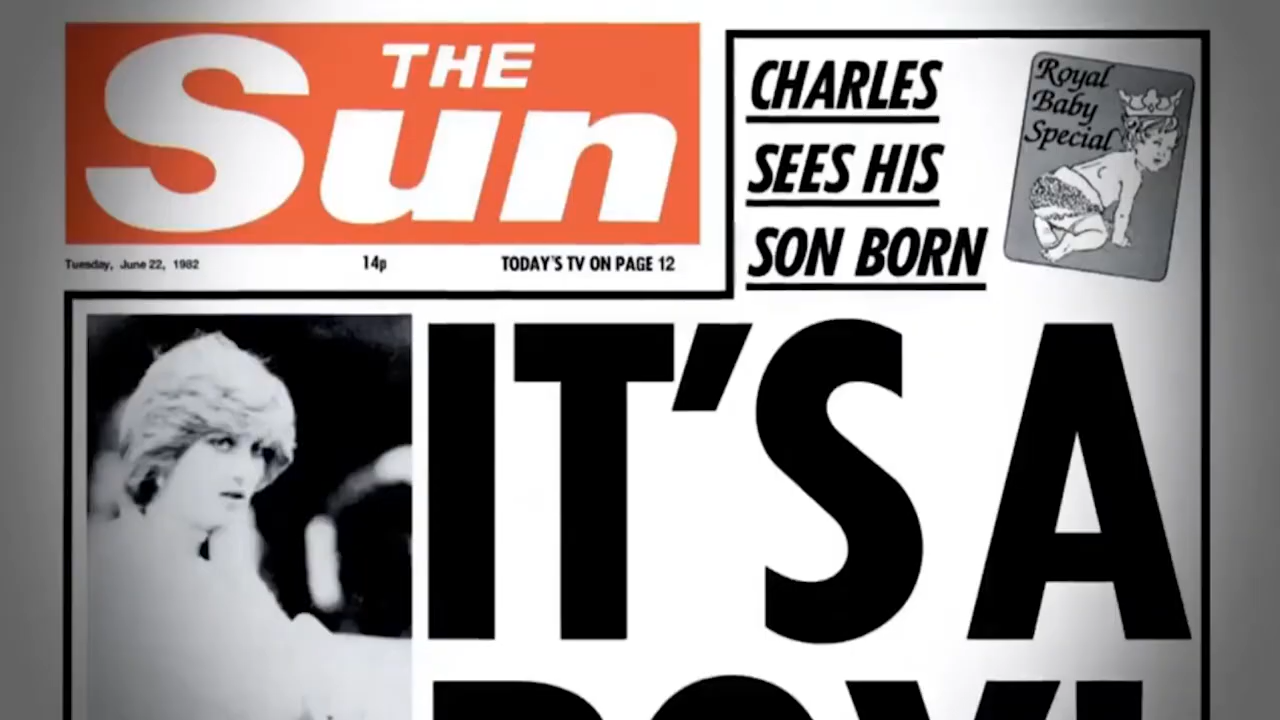 THE
Sun
Tuesday, June 22, 1982
14p
TODAY'S TV ON PAGE 12
CHARLES
SEES HIS
SON BORN
Royal
Baby
Special
IT'S A
BOY!